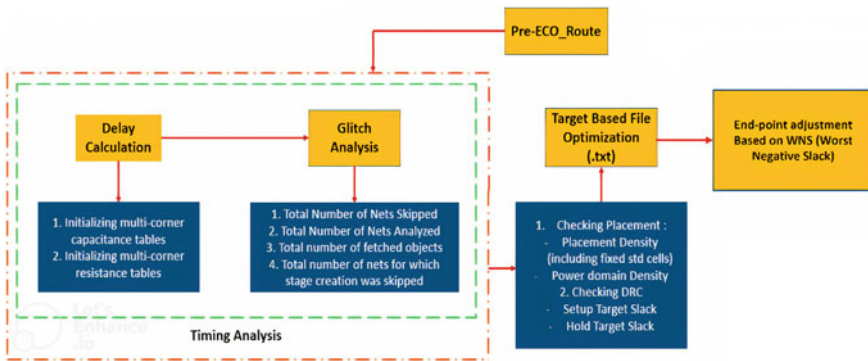 Pre-ECO_Route
Delay
Calculation
Glitch
Analysis
Target Based File
Optimization
(.txt)
End-point adjustment
Based on WNS (Worst
Negative Slack)
1. Initializing multi-corner
capacitance tables
2. Initializing multi-corner
resistance tables
1. Total Number of Nets Skipped
2. Total Number of Nets Analyzed
3. Total number of fetched objects
4. Total number of nets for which
stage creation was skipped
1. Checking Placement :
- Placement Density
(including fixed std cells)
- Power domain Density
2. Checking DRC
- Setup Target Slack
- Hold Target Slack
Let's
Enhance
.io
Timing Analysis